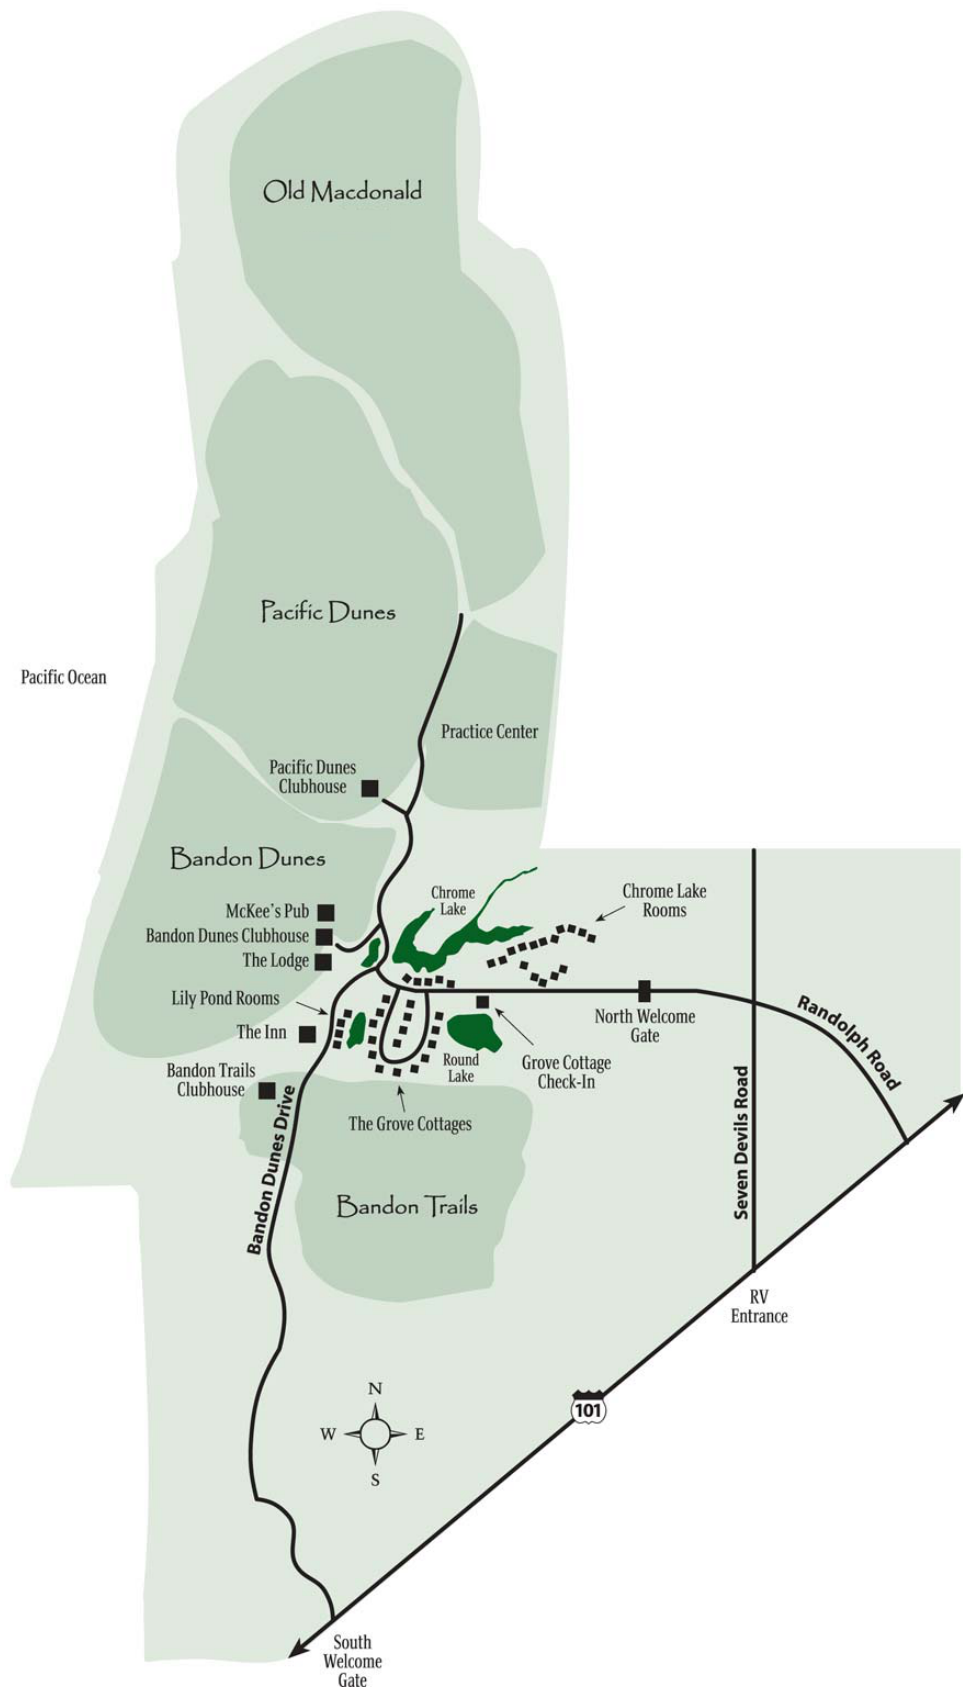 Old Macdonald
Pacific Dunes
Pacific Ocean
Practice Center
Pacific Dunes
Clubhouse
Bandon Dunes
McKee's Pub
Bandon Dunes Clubhouse
The Lodge
Chrome
Lake
Chrome Lake
Rooms
Lily Pond Rooms
The Inn
North Welcome
Gate
Randolph Road
Round
Lake
Grove Cottage
Check-In
Bandon Trails
Clubhouse
The Grove Cottages
Bandon Dunes Drive
Seven Devils Road
Bandon Trails
RV
Entrance
N
W
E
S
101
South
Welcome
Gate